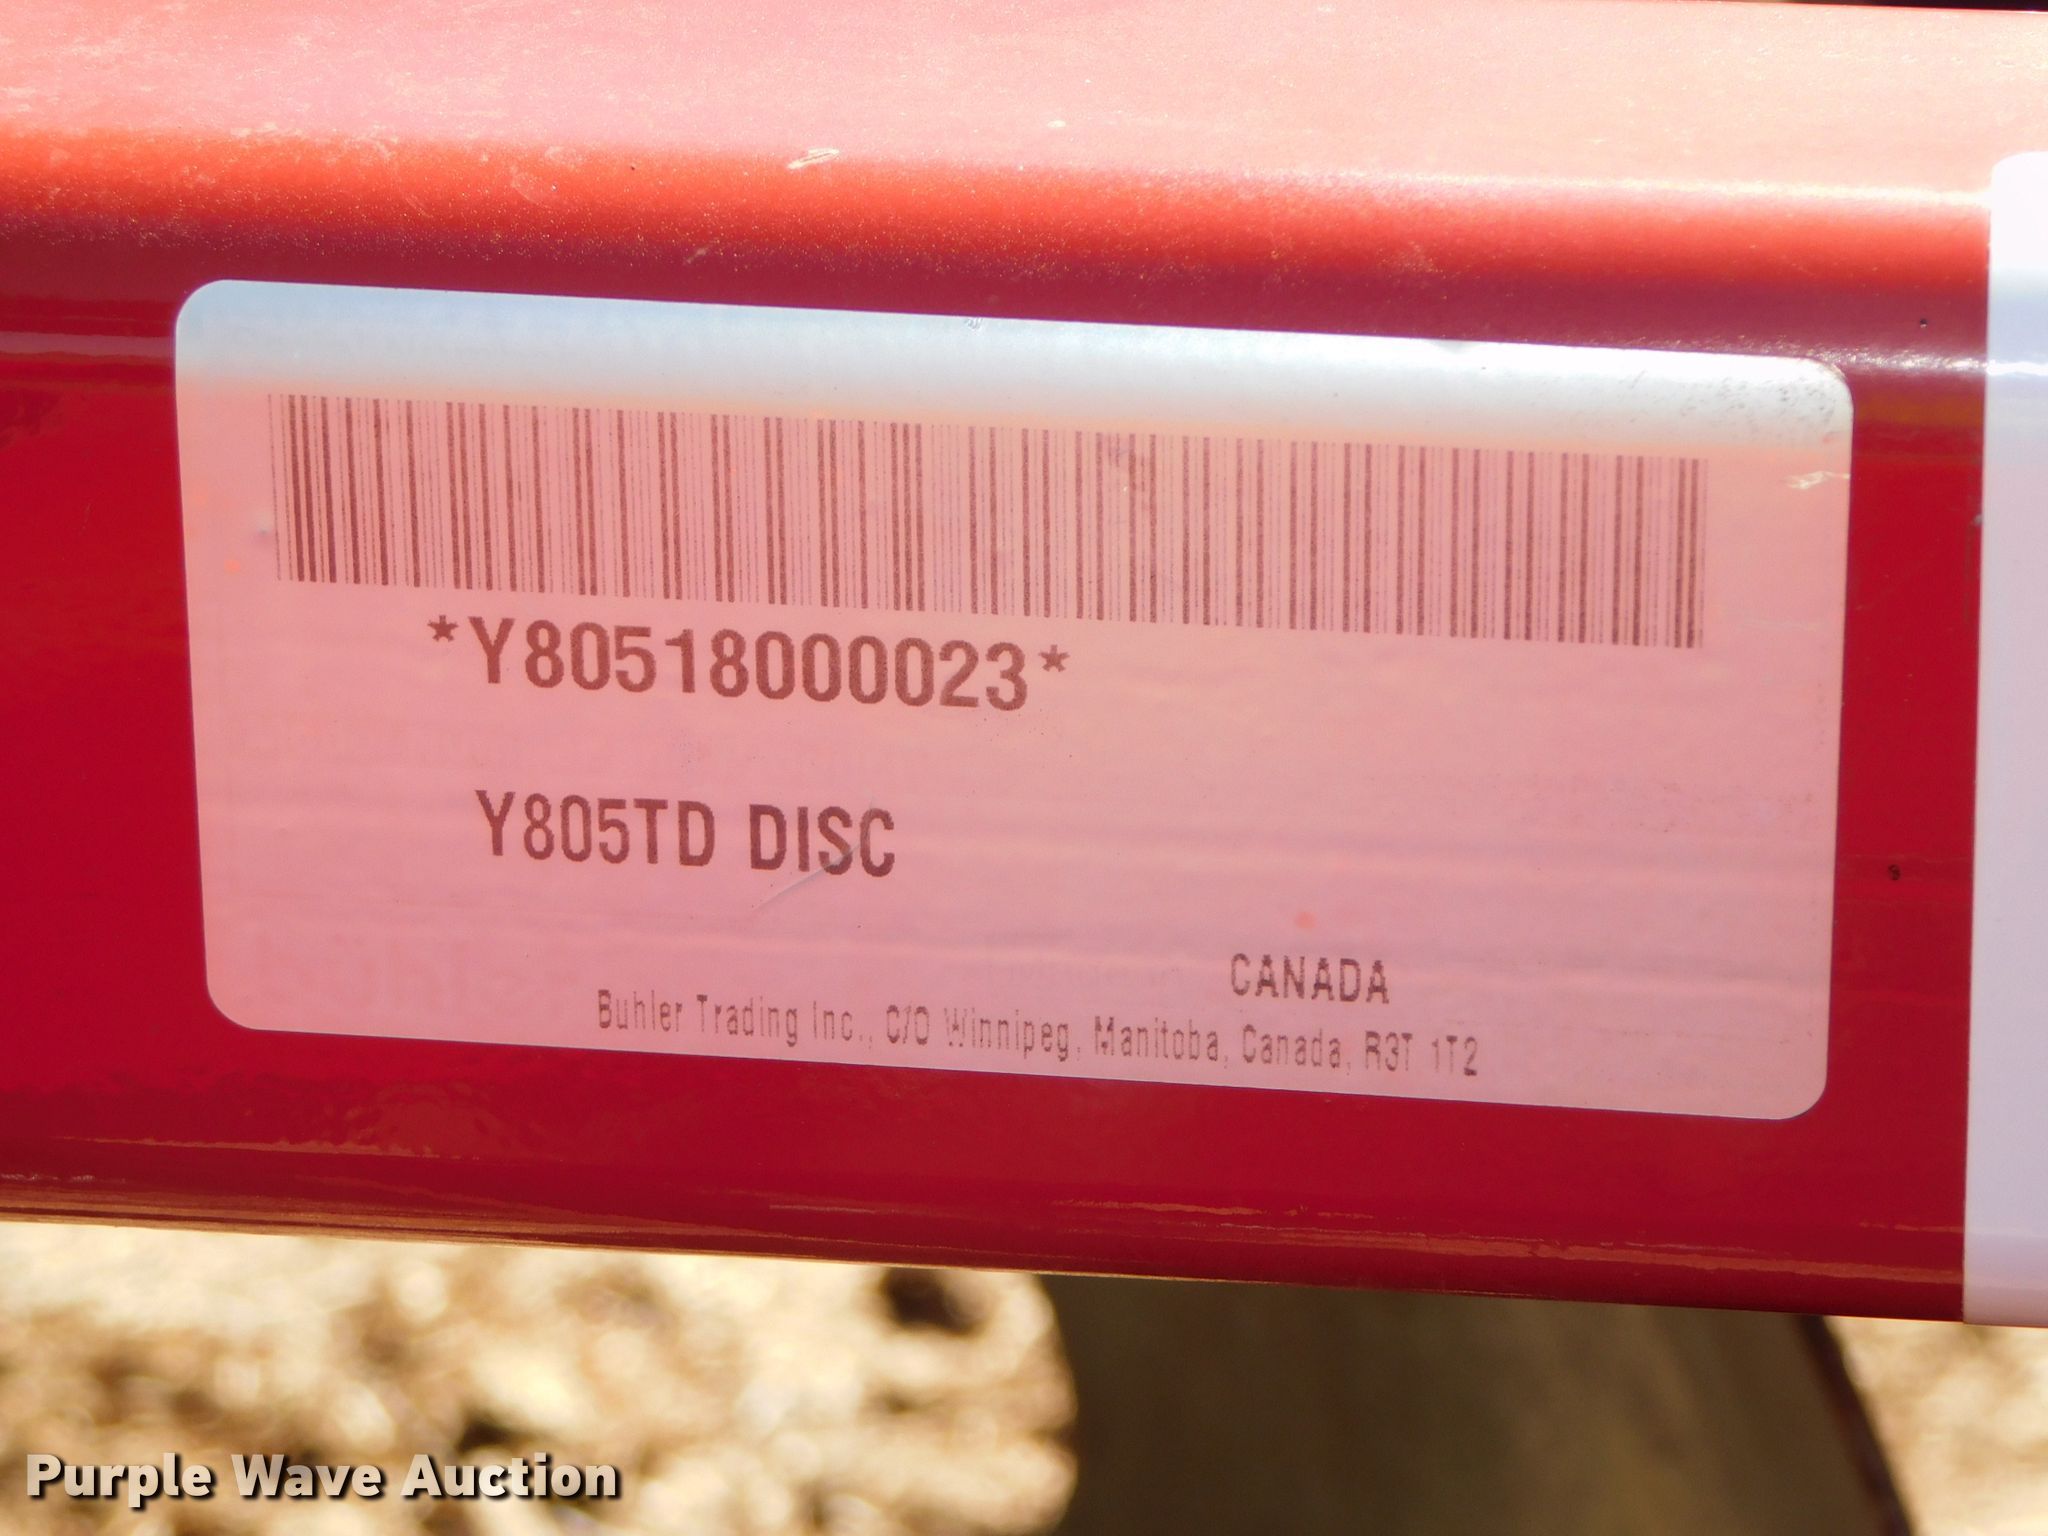 *Y80518000023*
Y805TD DISC
CANADA
Buhler Trading Inc., C/O Winnipeg, Manitoba, Canada, R3T 1T2
Purple Wave Auction